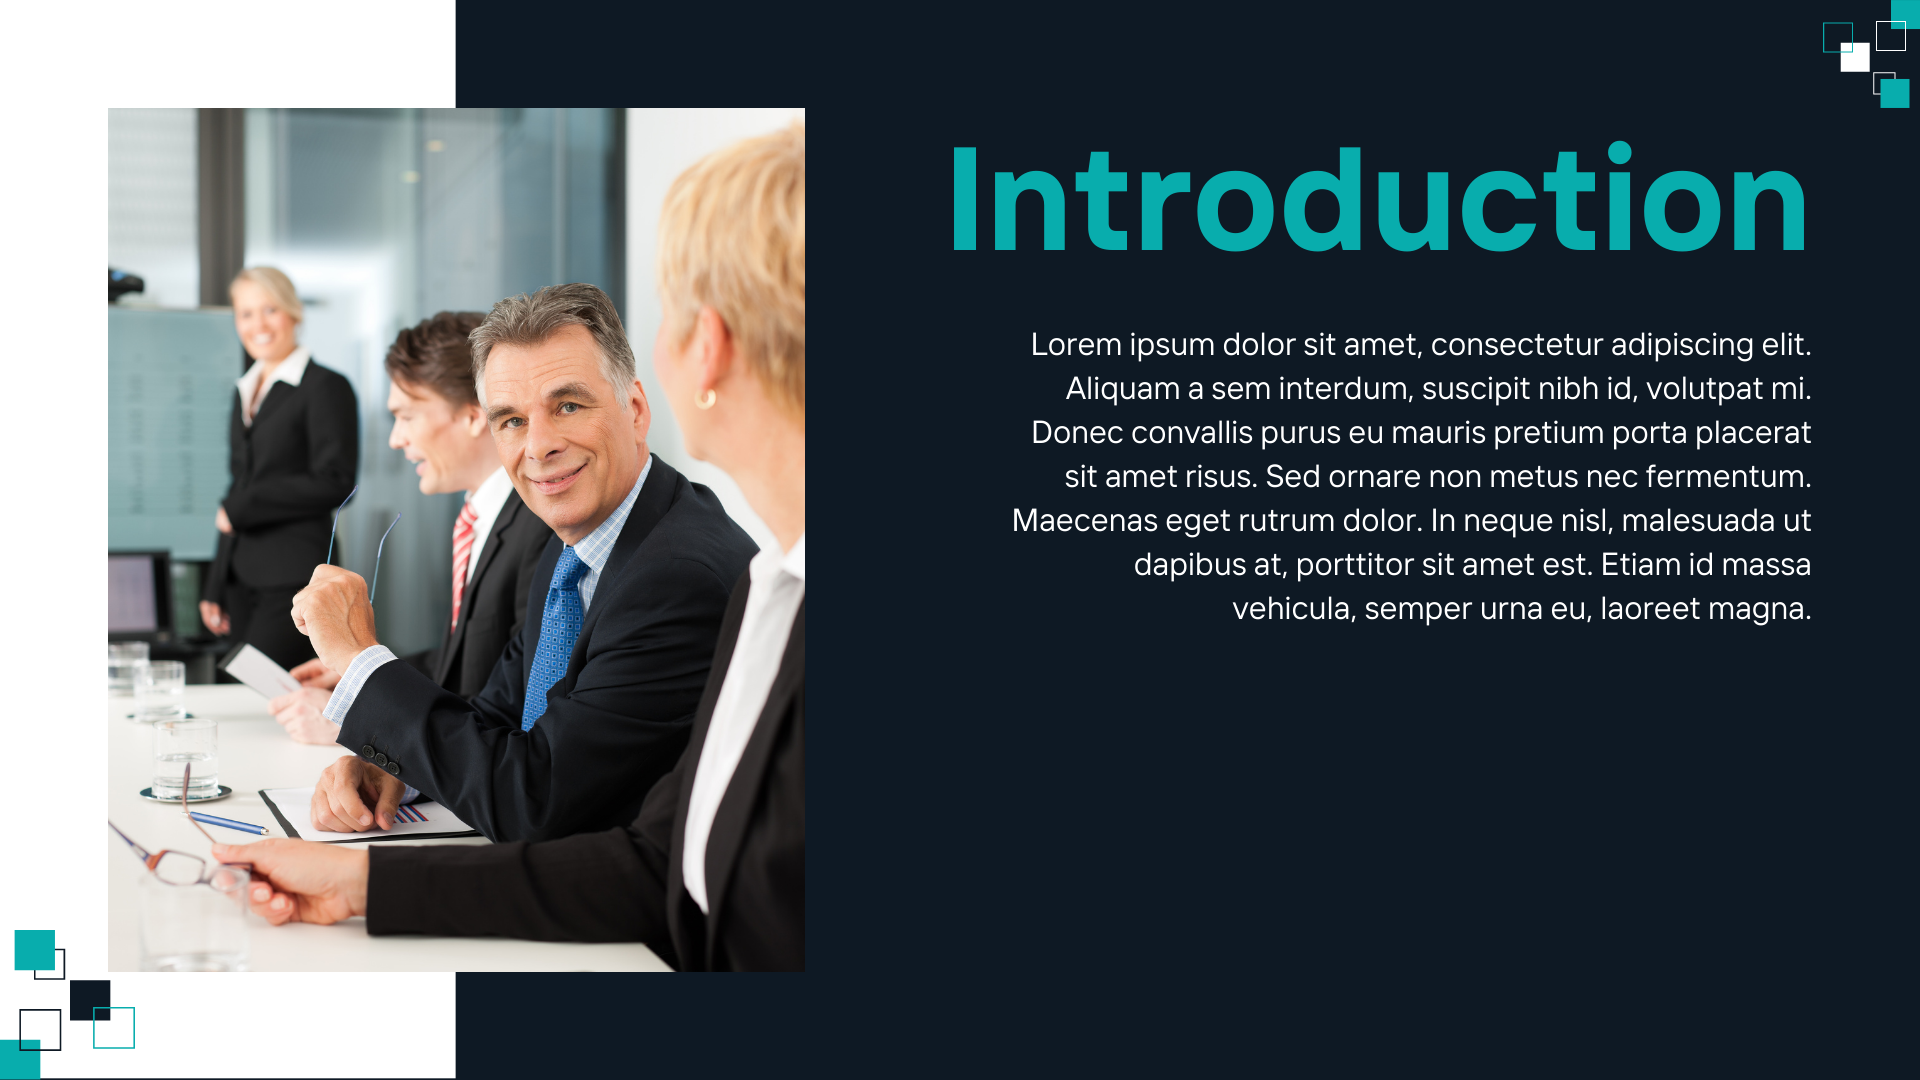 Introduction
Lorem ipsum dolor sit amet, consectetur adipiscing elit.
Aliquam a sem interdum, suscipit nibh id, volutpat mi.
Donec convallis purus eu mauris pretium porta placerat
sit amet risus. Sed ornare non metus nec fermentum.
Maecenas eget rutrum dolor. In neque nisl, malesuada ut
dapibus at, porttitor sit amet est. Etiam id massa
vehicula, semper urna eu, laoreet magna.